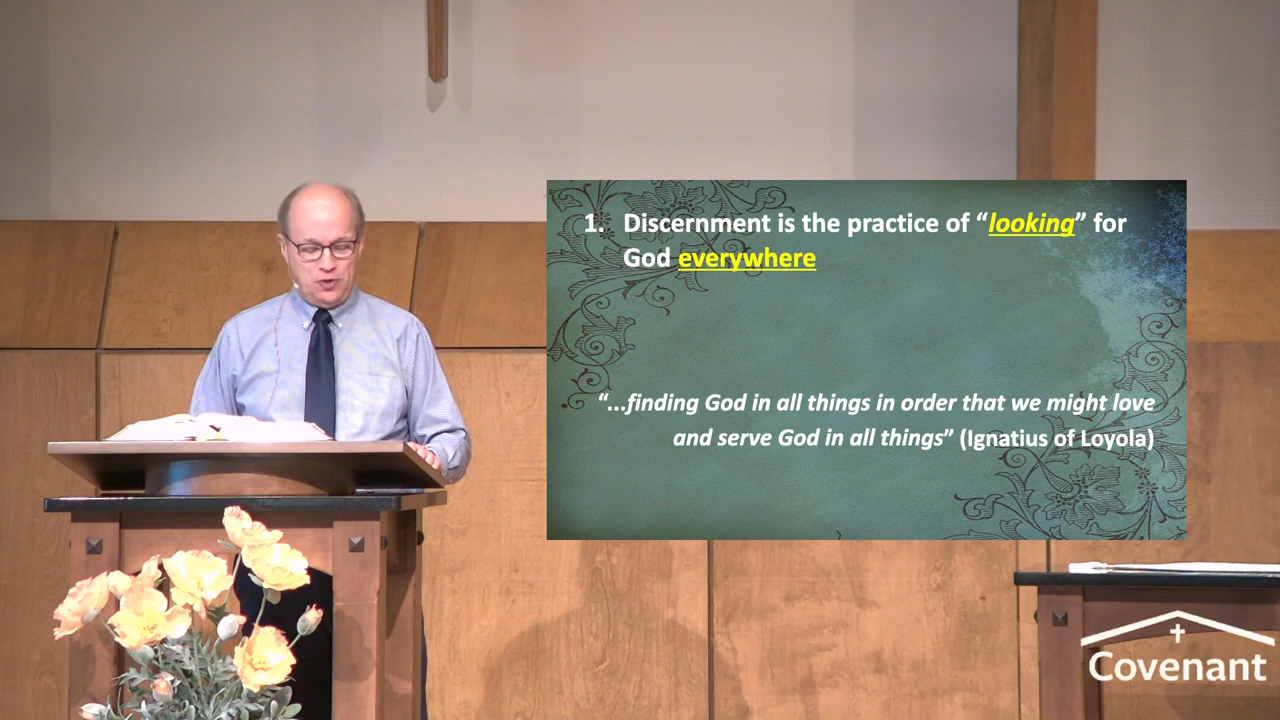 1. Discernment is the practice of “looking” for
God everywhere
“...finding God in all things in order that we might love
and serve God in all things” (Ignatius of Loyola)
Covenant